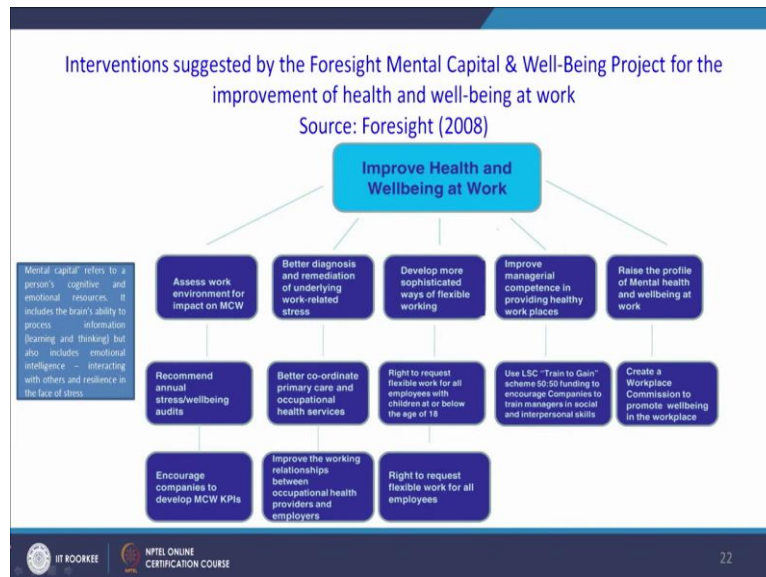 Interventions suggested by the Foresight Mental Capital & Well-Being Project for the
improvement of health and well-being at work
Source: Foresight (2008)
Improve Health and
Wellbeing at Work
Mental capital" refers to a
person's cognitive and
emotional resources. It
includes the brain's ability to
process information
(learning and thinking) but
also includes emotional
intelligence – interacting
with others and resilience in
the face of stress
Assess work
environment for
impact on MCW
Better diagnosis
and remediation
of underlying
work-related
stress
Develop more
sophisticated
ways of flexible
working
Improve
managerial
competence in
providing healthy
work places
Raise the profile
of Mental health
and wellbeing at
work
Recommend
annual
stress/wellbeing
audits
Better co-ordinate
primary care and
occupational
health services
Right to request
flexible work for all
employees with
children at or below
the age of 18
Use LSC "Train to Gain"
scheme 50:50 funding to
encourage Companies to
train managers in social
and interpersonal skills
Create a
Workplace
Commission to
promote wellbeing
in the workplace
Encourage
companies to
develop MCW KPIs
Improve the working
relationships
between
occupational health
providers and
employers
Right to request
flexible work for all
employees
IIT ROORKEE
NPTEL ONLINE
CERTIFICATION COURSE
22